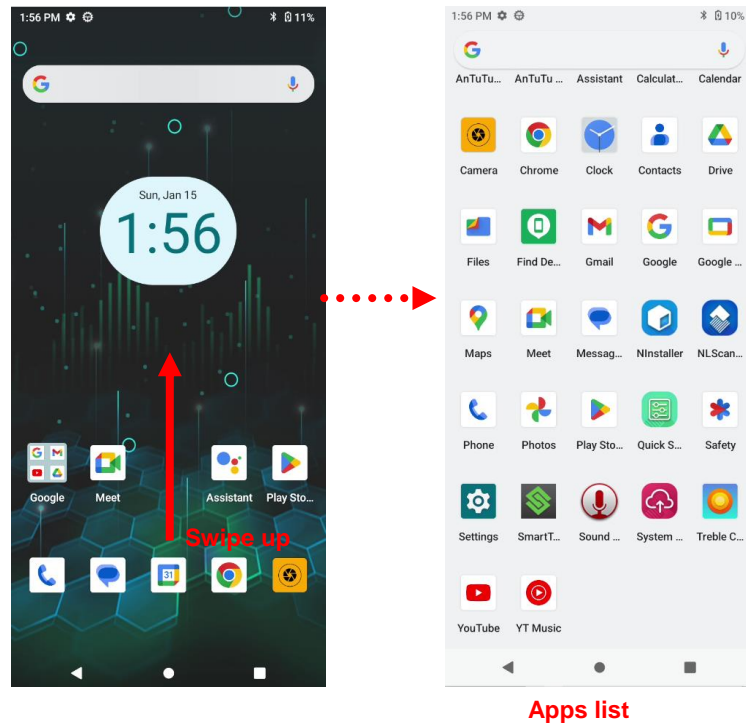 1:56 PM 11%
Sun, Jan 15
1:56
Google Meet Assistant Play Sto...
Swipe up
31
1:56 PM 10%
AnTuTu... AnTuTu ... Assistant Calculat... Calendar
Camera Chrome Clock Contacts Drive
Files Find De... Gmail Google Google ...
Maps Meet Messag... NInstaller NLScan...
Phone Photos Play Sto... Quick S... Safety
Settings SmartT... Sound ... System ... Treble C...
YouTube YT Music
Apps list